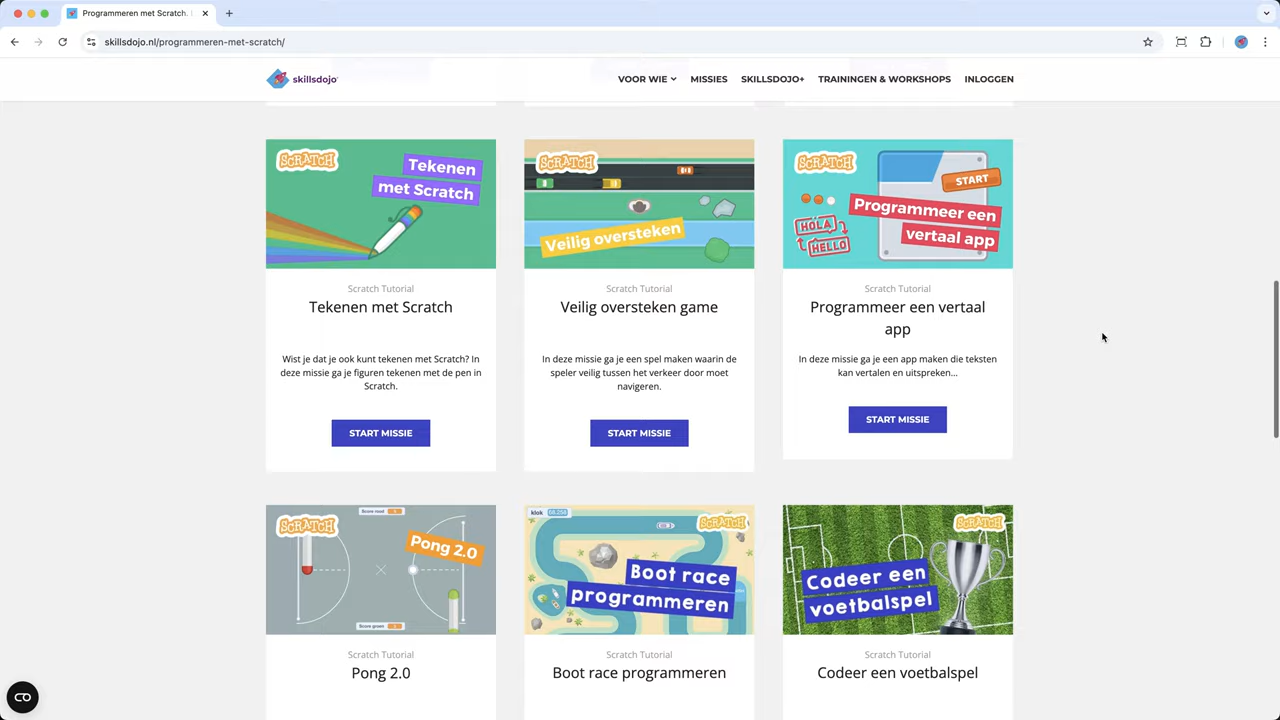 Programmeren met Scratch.
skillsdojo.nl/programmeren-met-scratch/
skillsdojo
VOOR WIE
MISSIES
SKILLSDOJO+
TRAININGEN & WORKSHOPS
INLOGGEN
SCRATCH
Tekenen
met Scratch
SCRATCH
Veilig oversteken
SCRATCH
START
Programmeer een
vertaal app
HOLA
HELLO
Scratch Tutorial
Tekenen met Scratch
Wist je dat je ook kunt tekenen met Scratch? In
deze missie ga je figuren tekenen met de pen in
Scratch.
START MISSIE
Scratch Tutorial
Veilig oversteken game
In deze missie ga je een spel maken waarin de
speler veilig tussen het verkeer door moet
navigeren.
START MISSIE
Scratch Tutorial
Programmeer een vertaal
app
In deze missie ga je een app maken die teksten
kan vertalen en uitspreken...
START MISSIE
SCRATCH
Score rood
Pong 2.0
Score groen
klok
SCRATCH
Boot race
programmeren
SCRATCH
Codeer een
voetbalspel
Scratch Tutorial
Pong 2.0
Scratch Tutorial
Boot race programmeren
Scratch Tutorial
Codeer een voetbalspel